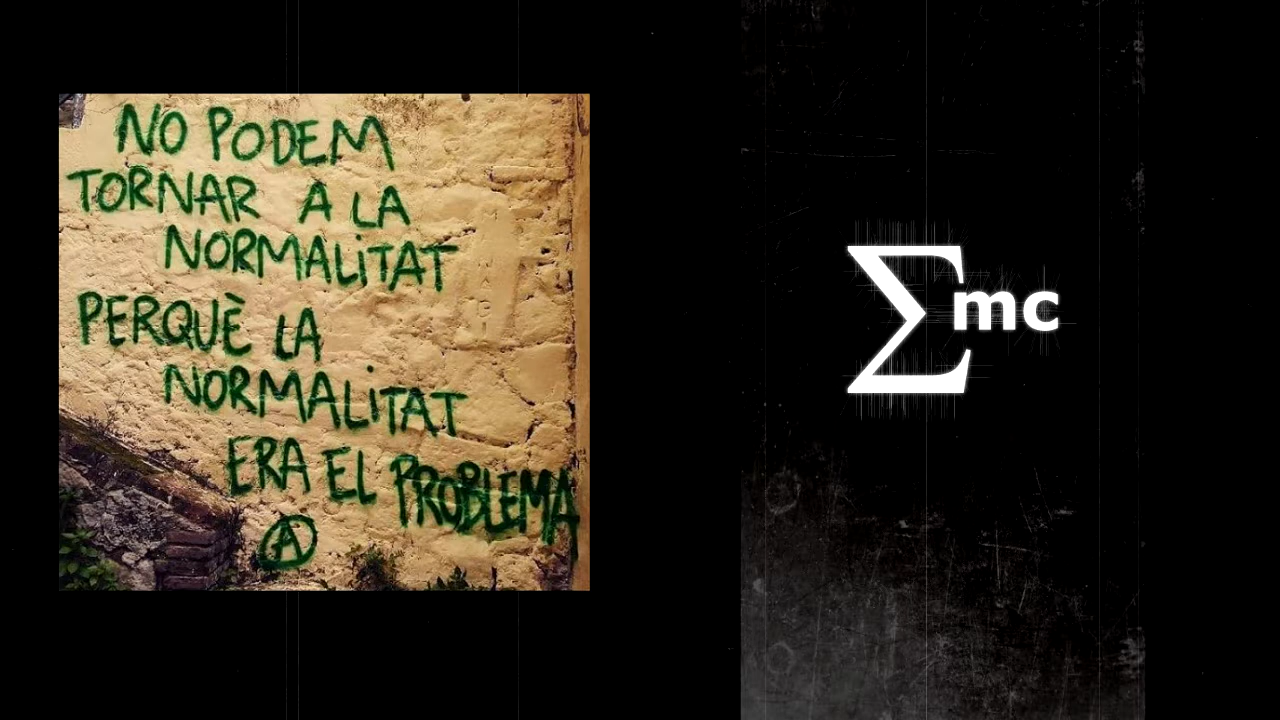 NO PODEM
TORNAR A LA
NORMALiTAT
PERQUÈ LA
NORMALiTAT
ERA EL PROBLEMA
Ⓐ
Σmc